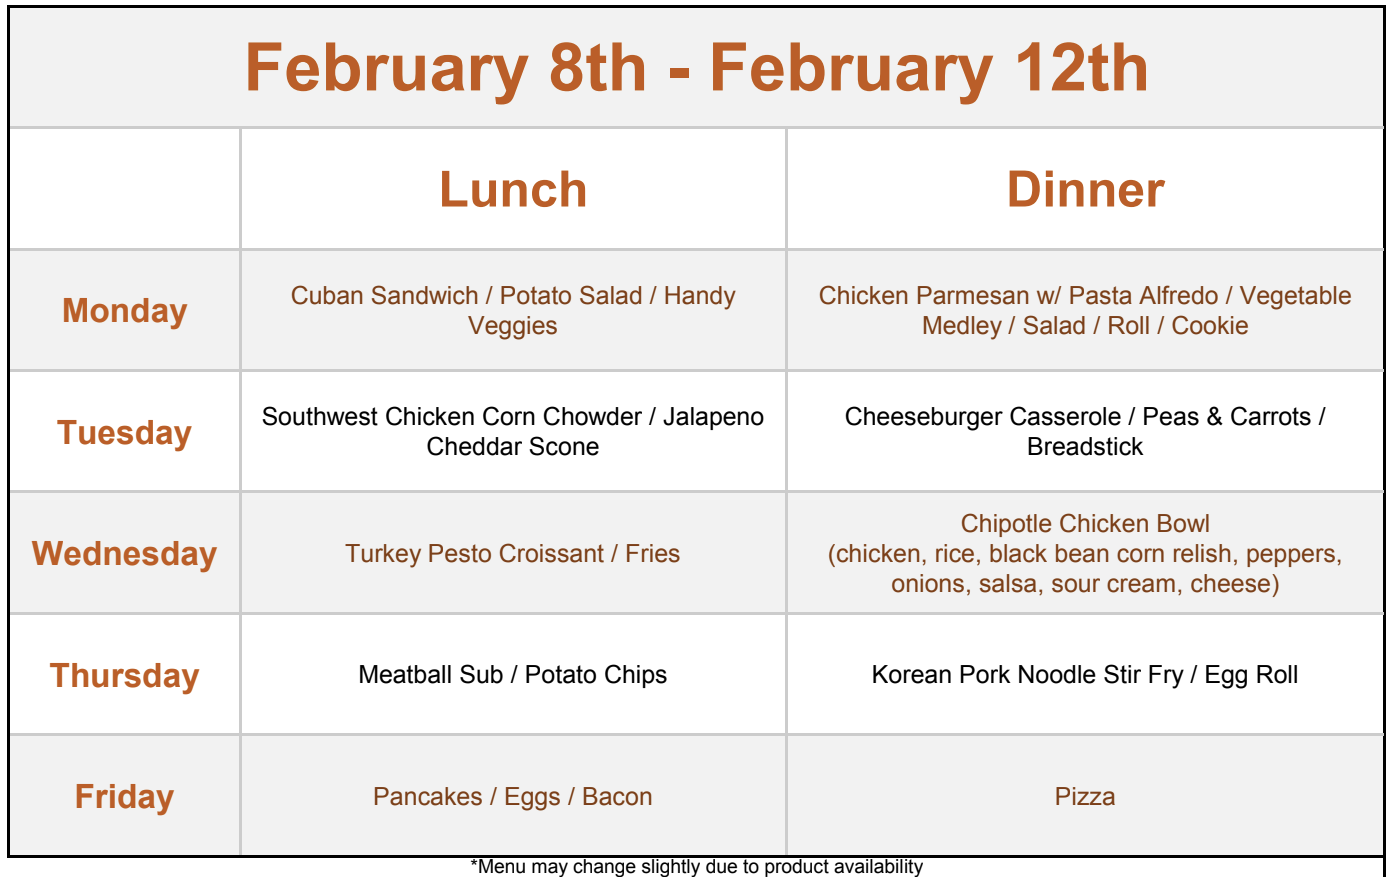 February 8th - February 12th
Lunch
Dinner
Monday
Cuban Sandwich / Potato Salad / Handy
Veggies
Chicken Parmesan w/ Pasta Alfredo / Vegetable
Medley / Salad / Roll / Cookie
Tuesday
Southwest Chicken Corn Chowder / Jalapeno
Cheddar Scone
Cheeseburger Casserole / Peas & Carrots /
Breadstick
Wednesday
Turkey Pesto Croissant / Fries
Chipotle Chicken Bowl
(chicken, rice, black bean corn relish, peppers,
onions, salsa, sour cream, cheese)
Thursday
Meatball Sub / Potato Chips
Korean Pork Noodle Stir Fry / Egg Roll
Friday
Pancakes / Eggs / Bacon
Pizza
*Menu may change slightly due to product availability